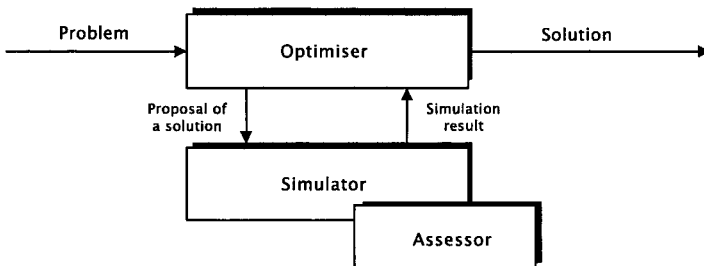 Problem
Optimiser
Solution
Proposal of
a solution
Simulation
result
Simulator
Assessor